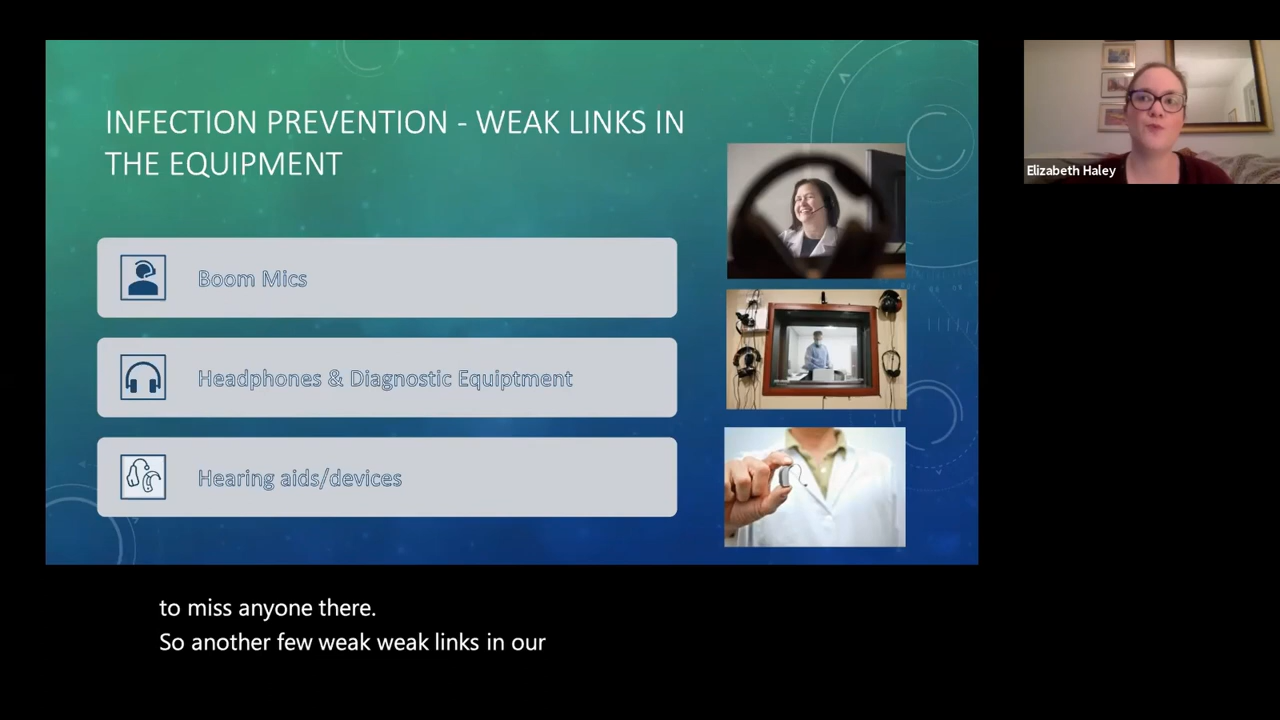 INFECTION PREVENTION - WEAK LINKS IN
THE EQUIPMENT
Boom Mics
Headphones & Diagnostic Equiptment
Hearing aids/devices
Elizabeth Haley
to miss anyone there.
So another few weak weak links in our